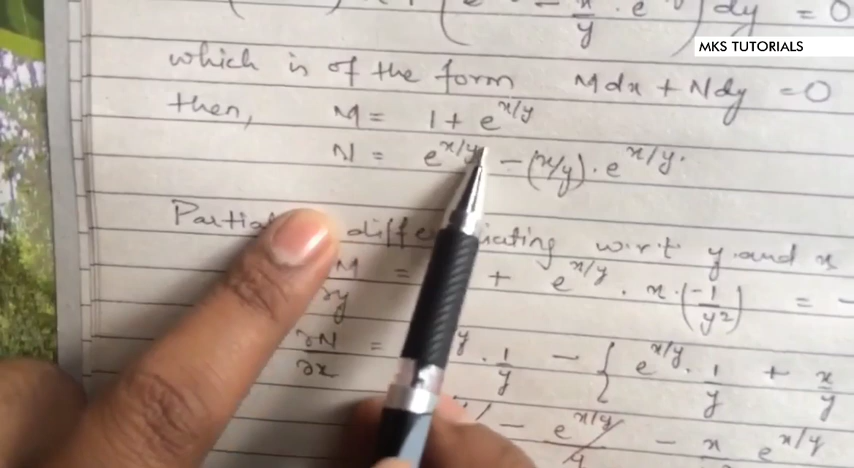 e - x/y · e ) dy = 0
MKS TUTORIALS
which is of the form Mdx + Ndy = 0
then, M = 1 + e^{x/y}
N = e^{x/y} - (x/y) · e^{x/y}.
Partial differentiating w.r.t. y and x
∂M/∂y = + e^{x/y} · x · (-1/y²) = -
∂N/∂x = y · 1/y - { e^{x/y} · 1/y + x/y
- e^{x/y}/y - x e^{x/y}